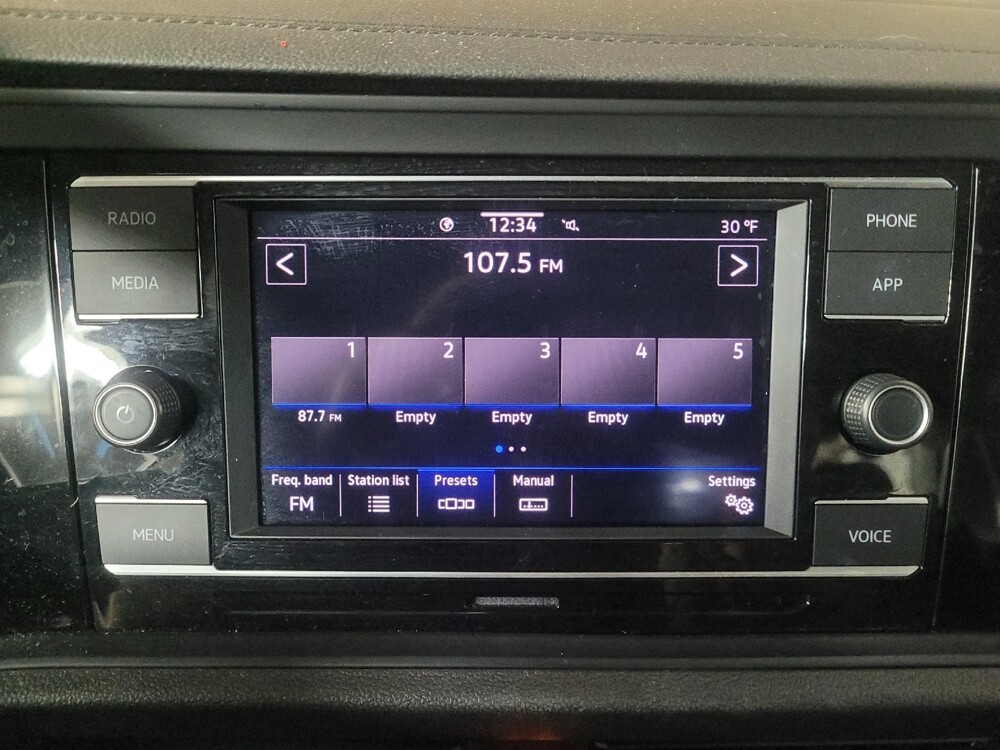 RADIO
MEDIA
MENU
12:34
30 °F
<
107.5 FM
>
1 2 3 4 5
87.7 FM Empty Empty Empty Empty
Freq. band Station list Presets Manual Settings
FM
PHONE
APP
VOICE